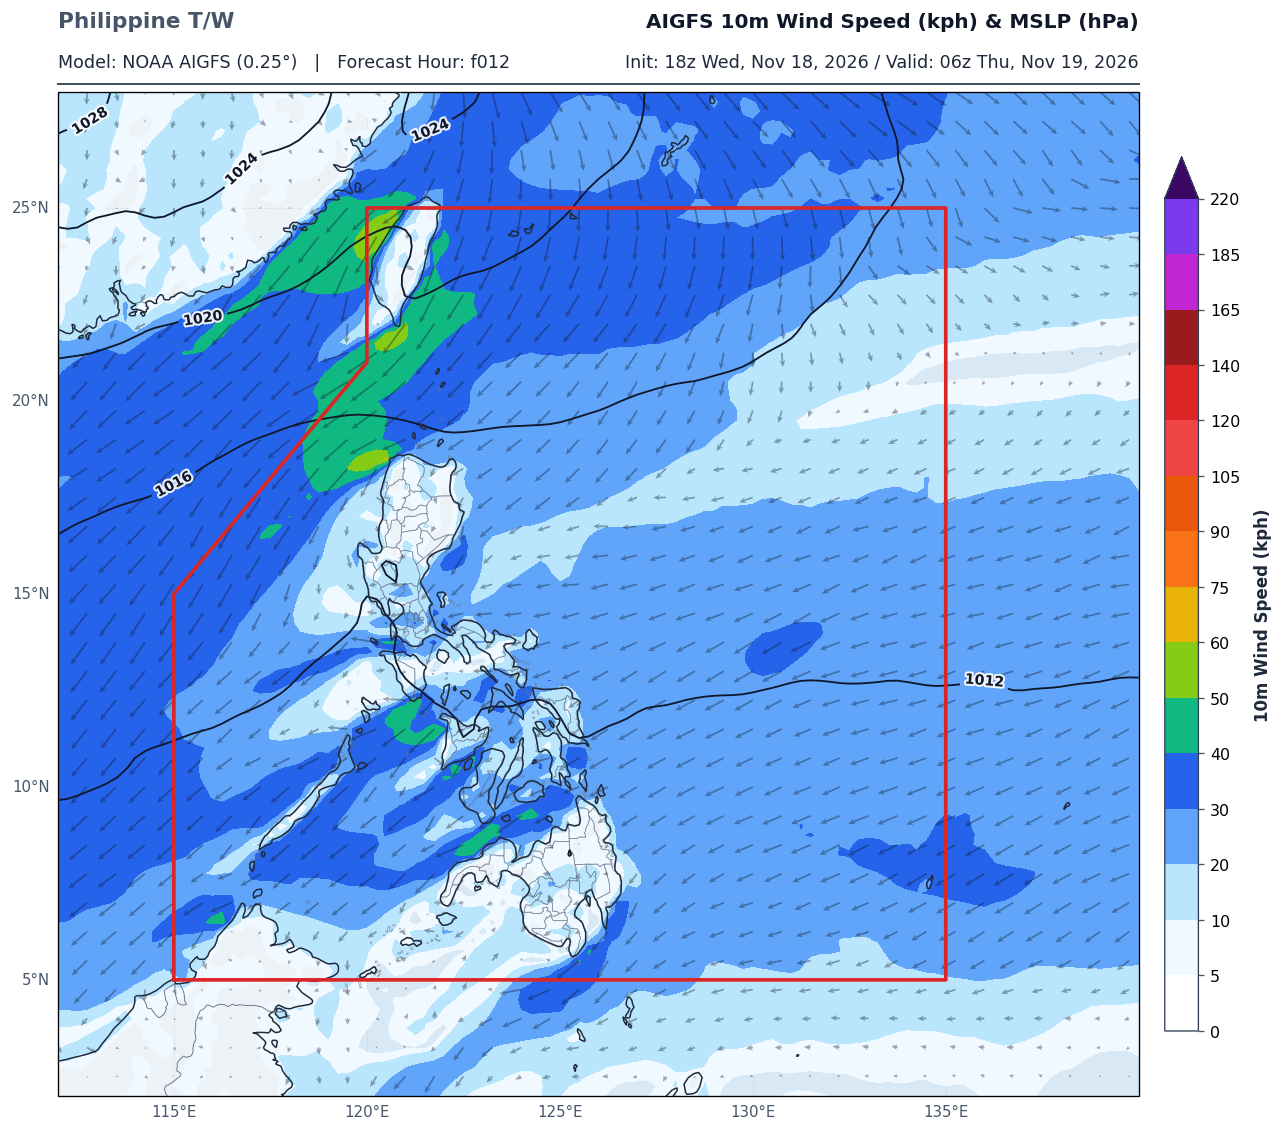 Philippine T/W
AIGFS 10m Wind Speed (kph) & MSLP (hPa)
Model: NOAA AIGFS (0.25°) | Forecast Hour: f012
Init: 18z Wed, Nov 18, 2026 / Valid: 06z Thu, Nov 19, 2026
1028
1024
1024
1020
1016
1012
25°N
20°N
15°N
10°N
5°N
115°E
120°E
125°E
130°E
135°E
220
185
165
140
120
105
90
75
60
50
40
30
20
10
5
0
10m Wind Speed (kph)